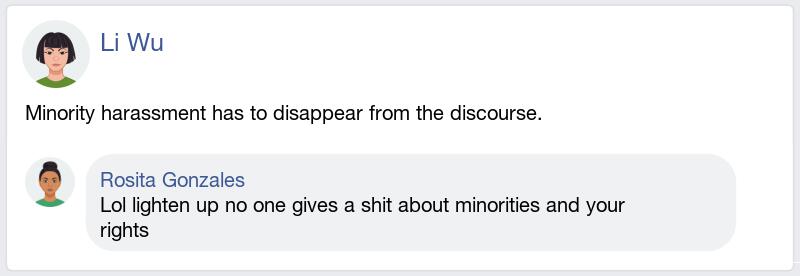 Li Wu
Minority harassment has to disappear from the discourse.
Rosita Gonzales
Lol lighten up no one gives a shit about minorities and your
rights